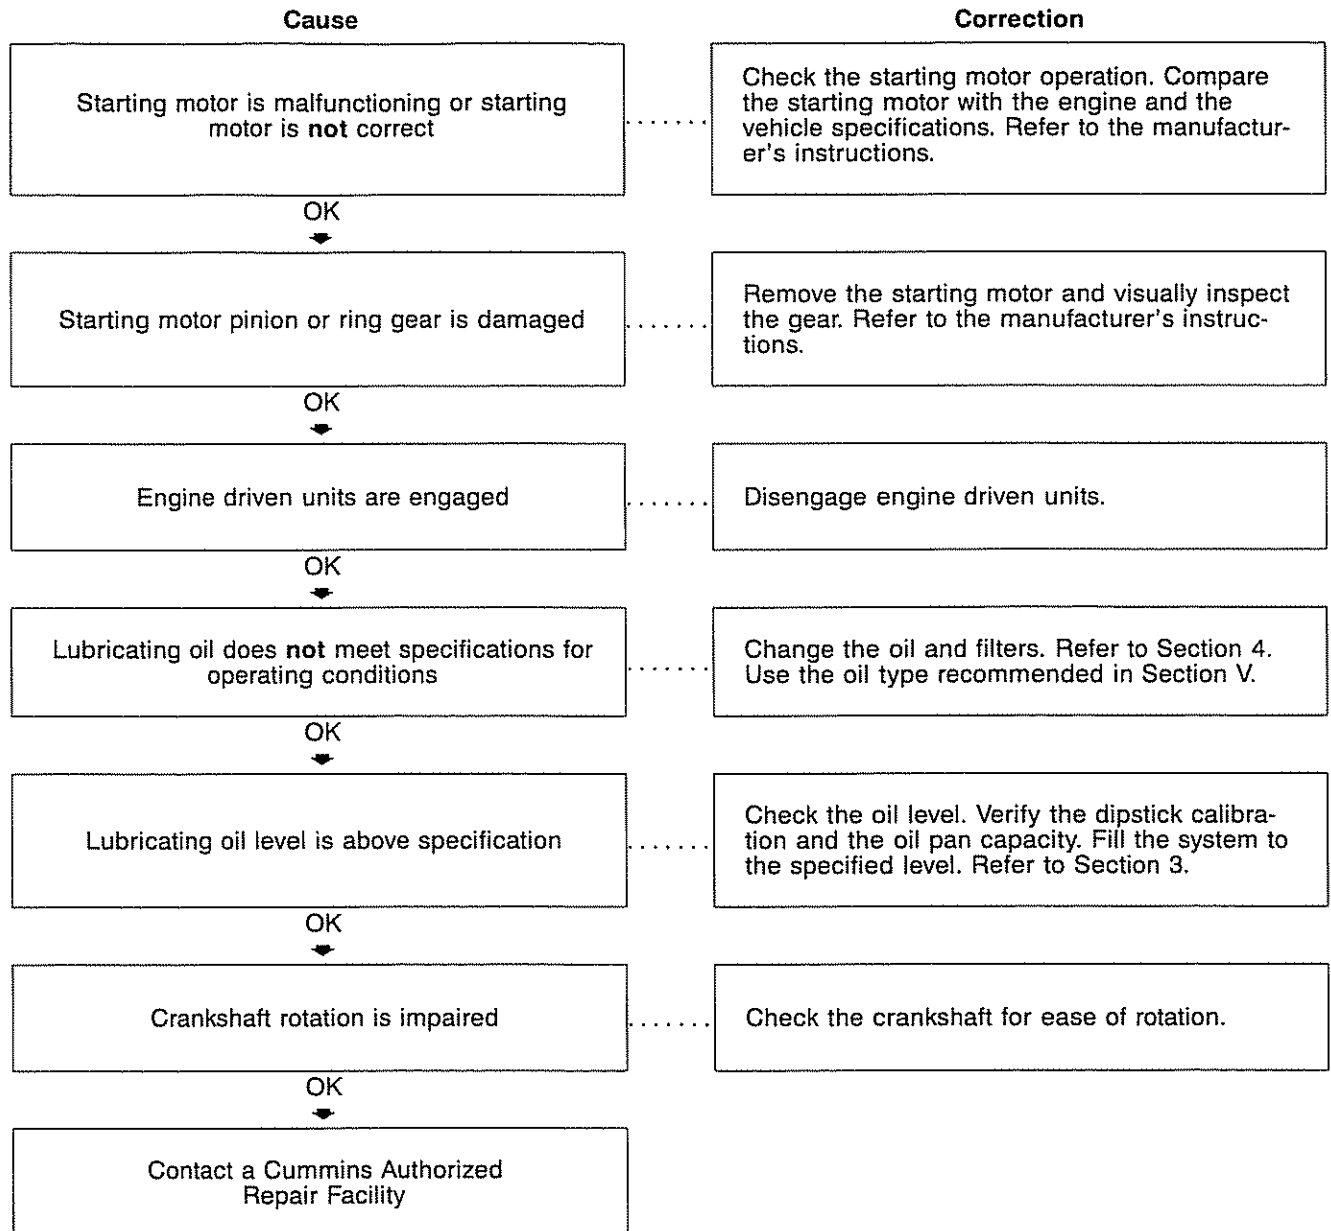 Cause
Correction
Starting motor is malfunctioning or starting
motor is not correct
. . . . . . .
Check the starting motor operation. Compare
the starting motor with the engine and the
vehicle specifications. Refer to the manufactur-
er's instructions.
OK
Starting motor pinion or ring gear is damaged
. . . . . . .
Remove the starting motor and visually inspect
the gear. Refer to the manufacturer's instruc-
tions.
OK
Engine driven units are engaged
. . . . . . .
Disengage engine driven units.
OK
Lubricating oil does not meet specifications for
operating conditions
. . . . . . .
Change the oil and filters. Refer to Section 4.
Use the oil type recommended in Section V.
OK
Lubricating oil level is above specification
. . . . . . .
Check the oil level. Verify the dipstick calibra-
tion and the oil pan capacity. Fill the system to
the specified level. Refer to Section 3.
OK
Crankshaft rotation is impaired
. . . . . . .
Check the crankshaft for ease of rotation.
OK
Contact a Cummins Authorized
Repair Facility